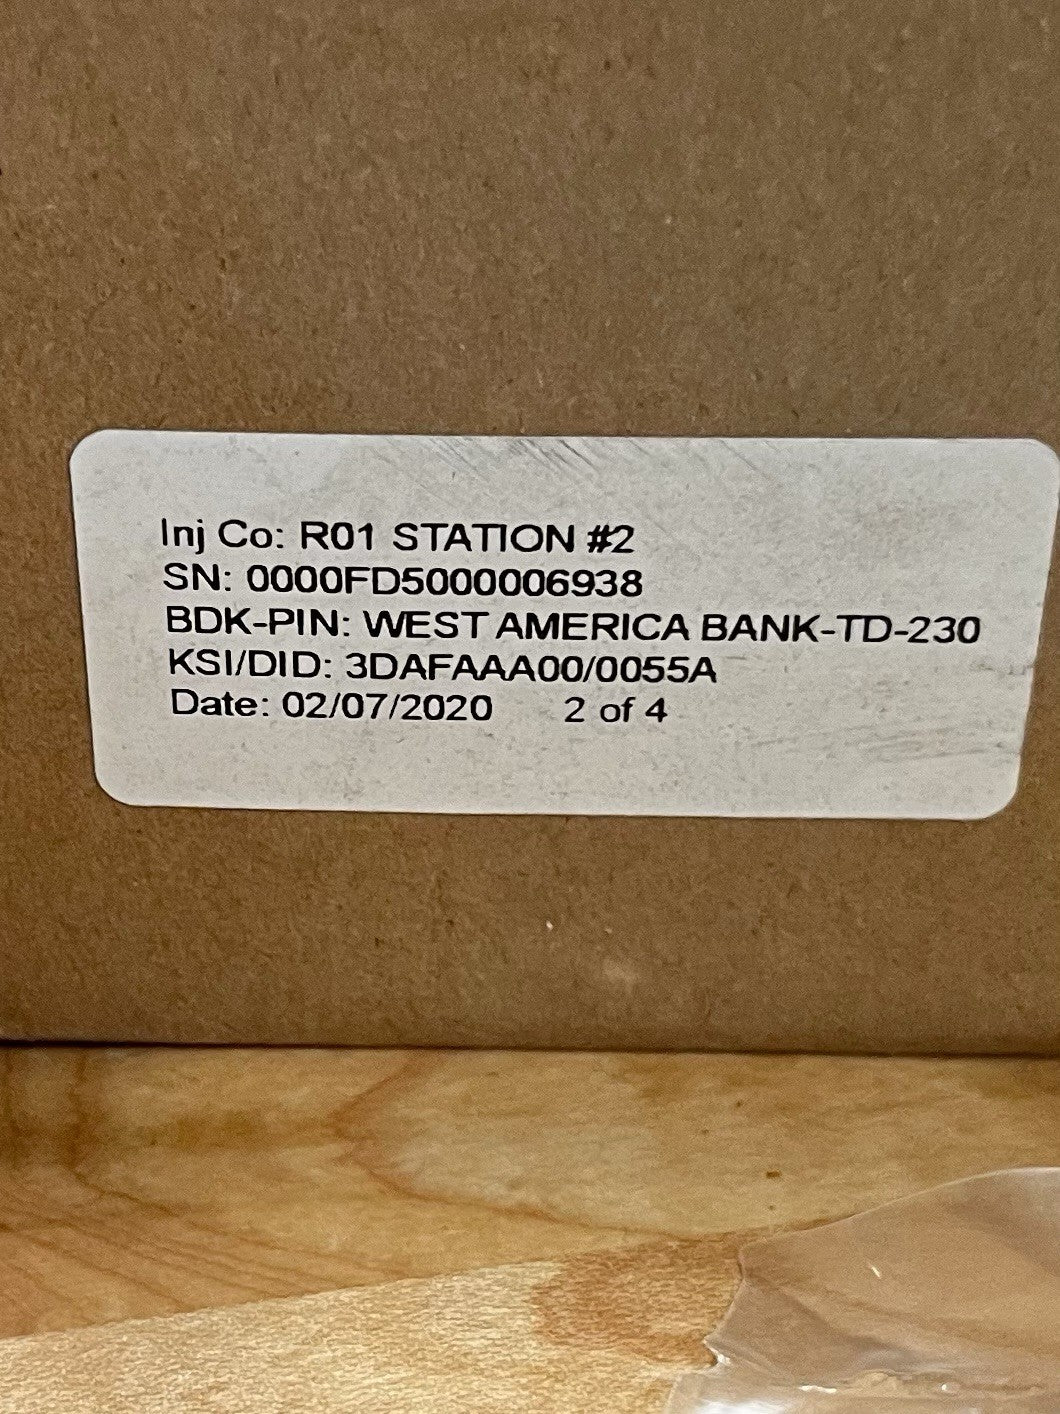 Inj Co: R01 STATION #2
SN: 0000FD5000006938
BDK-PIN: WEST AMERICA BANK-TD-230
KSI/DID: 3DAFAAA00/0055A
Date: 02/07/2020 2 of 4